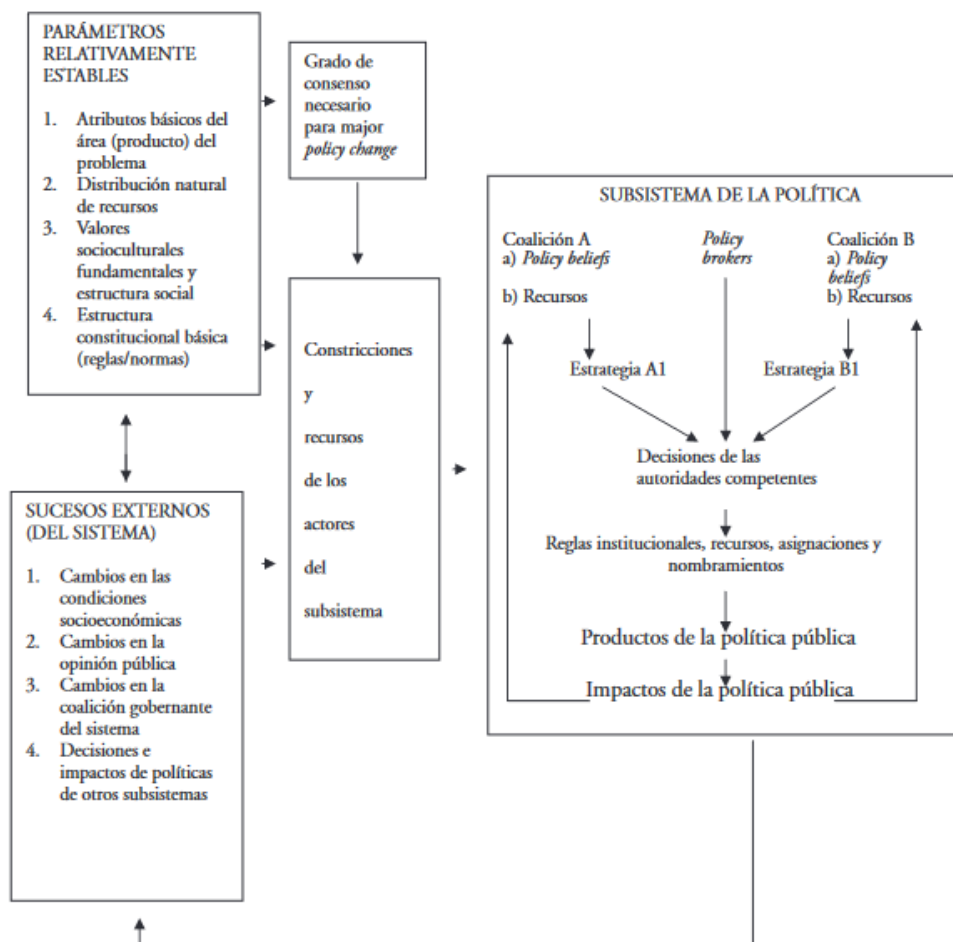 PARÁMETROS
RELATIVAMENTE
ESTABLES
1. Atributos básicos del
área (producto) del
problema
2. Distribución natural
de recursos
3. Valores
socioculturales
fundamentales y
estructura social
4. Estructura
constitucional básica
(reglas/normas)
Grado de
consenso
necesario
para major
policy change
SUCESOS EXTERNOS
(DEL SISTEMA)
1. Cambios en las
condiciones
socioeconómicas
2. Cambios en la
opinión pública
3. Cambios en la
coalición gobernante
del sistema
4. Decisiones e
impactos de políticas
de otros subsistemas
Constricciones
y
recursos
de los
actores
del
subsistema
SUBSISTEMA DE LA POLÍTICA
Coalición A
a) Policy beliefs
b) Recursos
Policy
brokers
Coalición B
a) Policy
beliefs
b) Recursos
Estrategia A1
Estrategia B1
Decisiones de las
autoridades competentes
Reglas institucionales, recursos, asignaciones y
nombramientos
Productos de la política pública
Impactos de la política pública